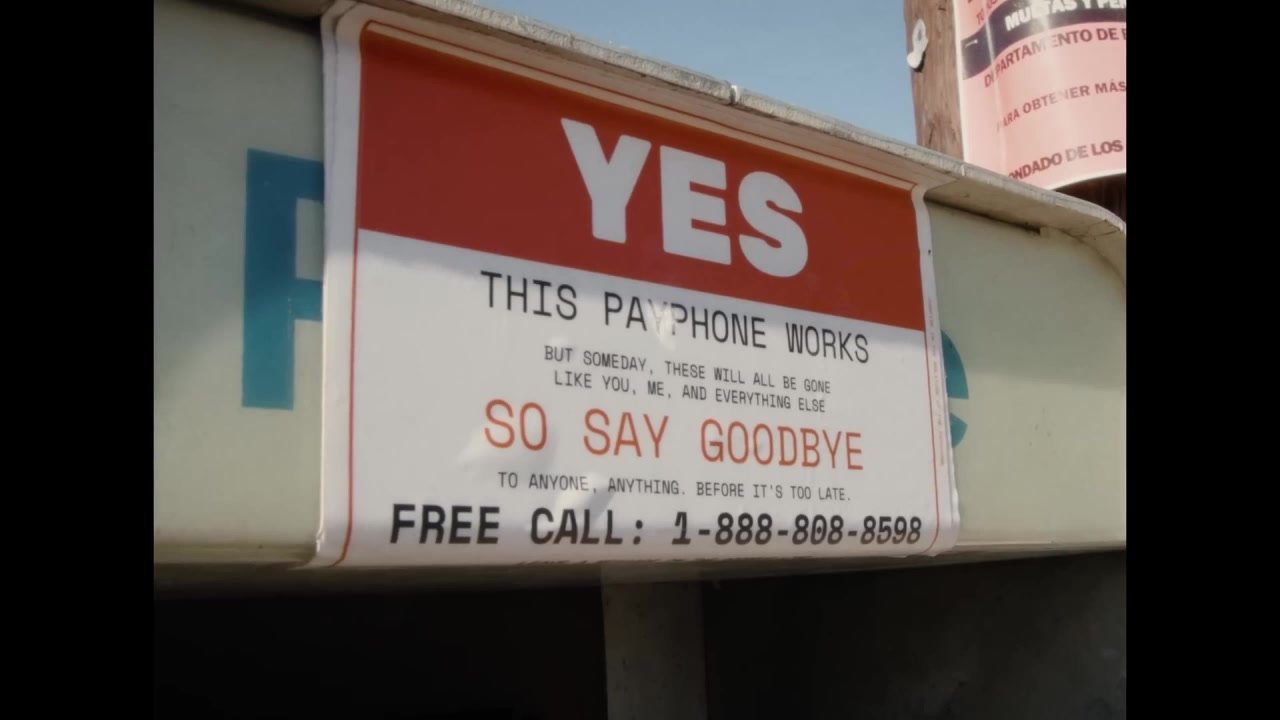 YES
THIS PAYPHONE WORKS
BUT SOMEDAY, THESE WILL ALL BE GONE
LIKE YOU, ME, AND EVERYTHING ELSE
SO SAY GOODBYE
TO ANYONE, ANYTHING. BEFORE IT'S TOO LATE.
FREE CALL: 1-888-808-8598
MULTAS Y PEN
DEPARTAMENTO DE
PARA OBTENER MÁS
CONDADO DE LOS